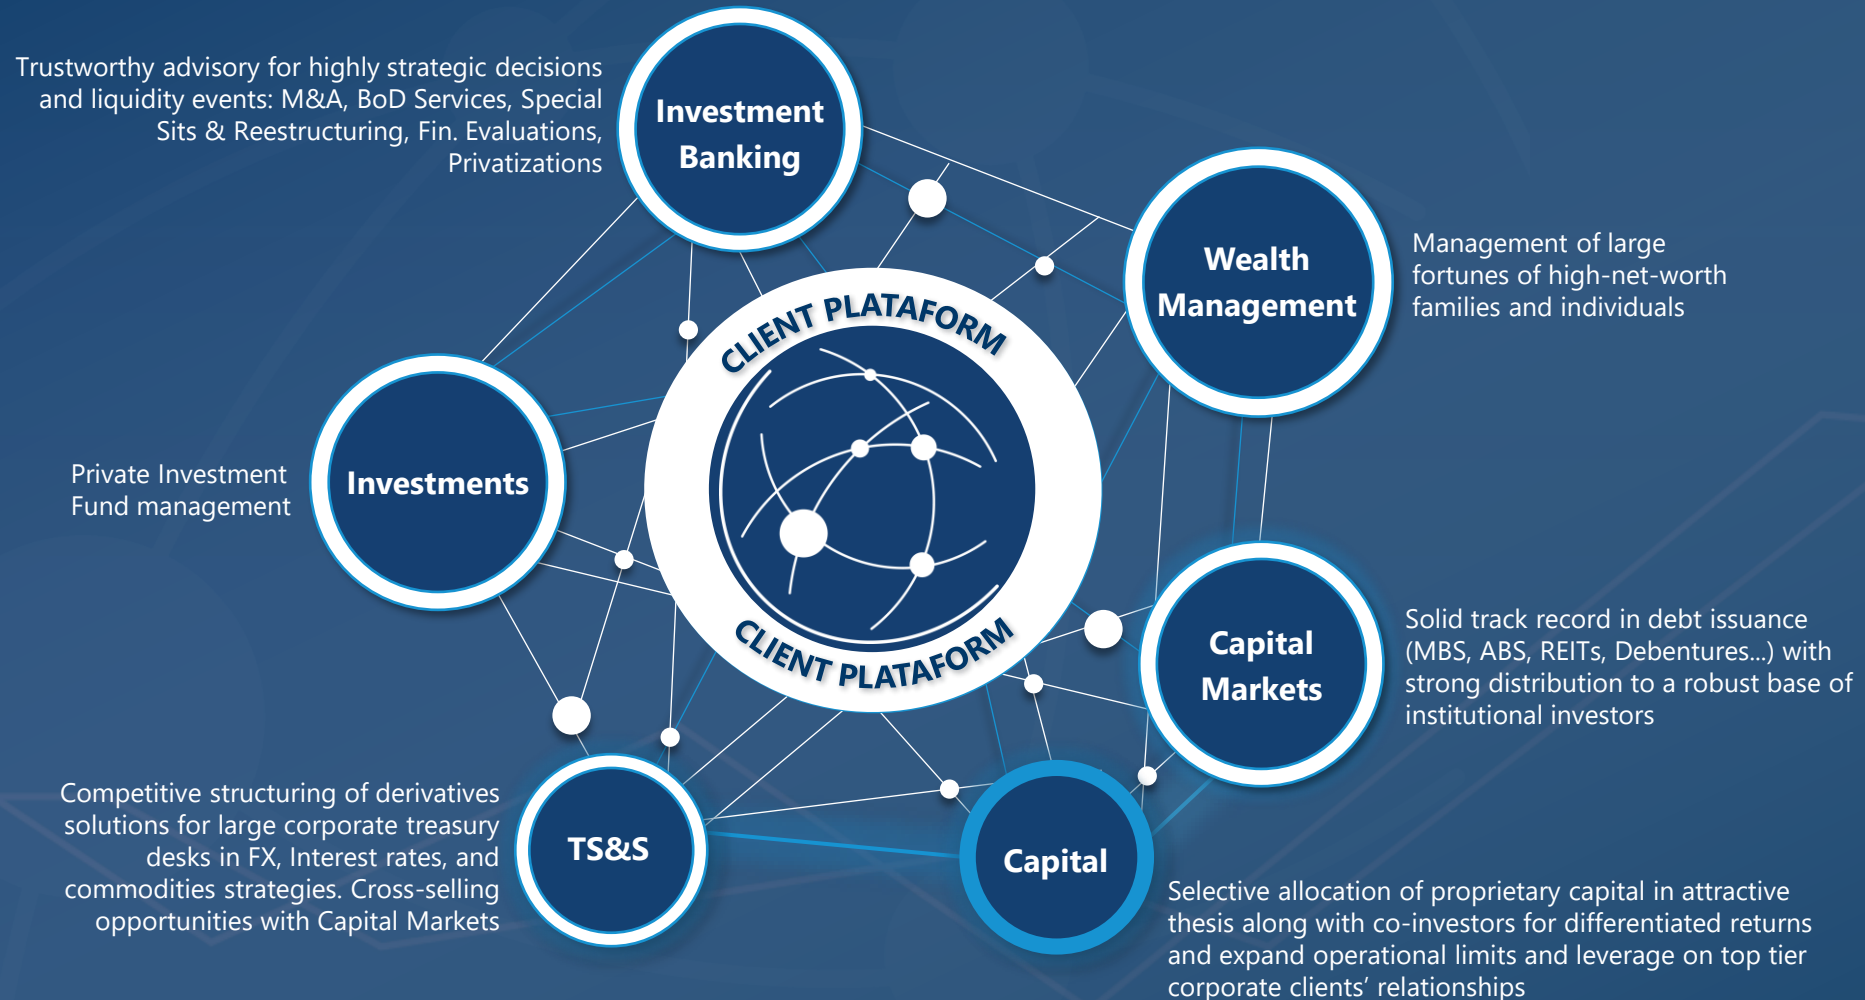 Trustworthy advisory for highly strategic decisions
and liquidity events: M&A, BoD Services, Special
Sits & Reestructuring, Fin. Evaluations,
Privatizations
Investment
Banking
Wealth
Management
Management of large
fortunes of high-net-worth
families and individuals
CLIENT PLATAFORM
Private Investment
Fund management
Investments
CLIENT PLATAFORM
Capital
Markets
Solid track record in debt issuance
(MBS, ABS, REITs, Debentures...) with
strong distribution to a robust base of
institutional investors
Competitive structuring of derivatives
solutions for large corporate treasury
desks in FX, Interest rates, and
commodities strategies. Cross-selling
opportunities with Capital Markets
TS&S
Capital
Selective allocation of proprietary capital in attractive
thesis along with co-investors for differentiated returns
and expand operational limits and leverage on top tier
corporate clients’ relationships